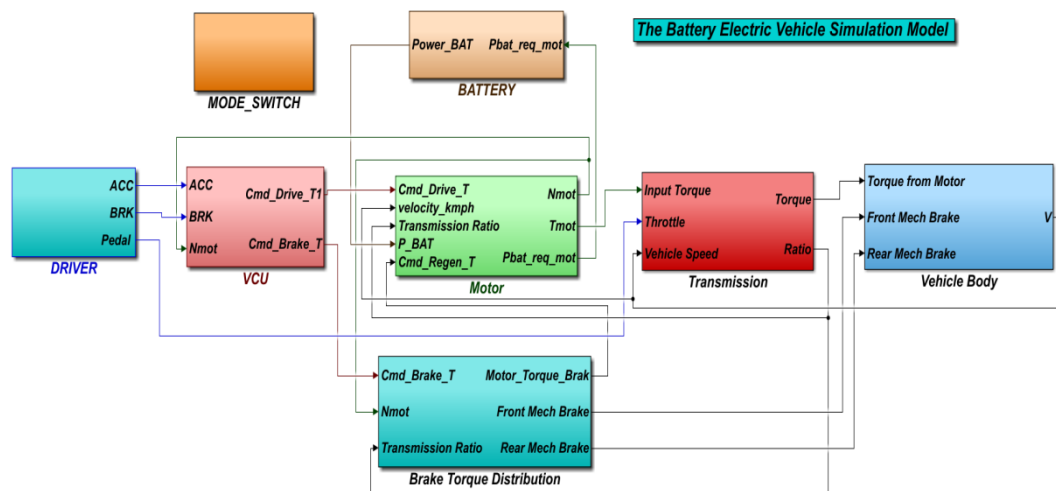 The Battery Electric Vehicle Simulation Model
MODE_SWITCH
Power_BAT
Pbat_req_mot
BATTERY
ACC
BRK
Pedal
DRIVER
ACC
BRK
Nmot
Cmd_Drive_T1
Cmd_Brake_T
VCU
Cmd_Drive_T
velocity_kmph
Transmission Ratio
P_BAT
Cmd_Regen_T
Nmot
Tmot
Pbat_req_mot
Motor
Input Torque
Throttle
Vehicle Speed
Torque
Ratio
Transmission
Torque from Motor
Front Mech Brake
Rear Mech Brake
V
Vehicle Body
Cmd_Brake_T
Nmot
Transmission Ratio
Motor_Torque_Brak
Front Mech Brake
Rear Mech Brake
Brake Torque Distribution